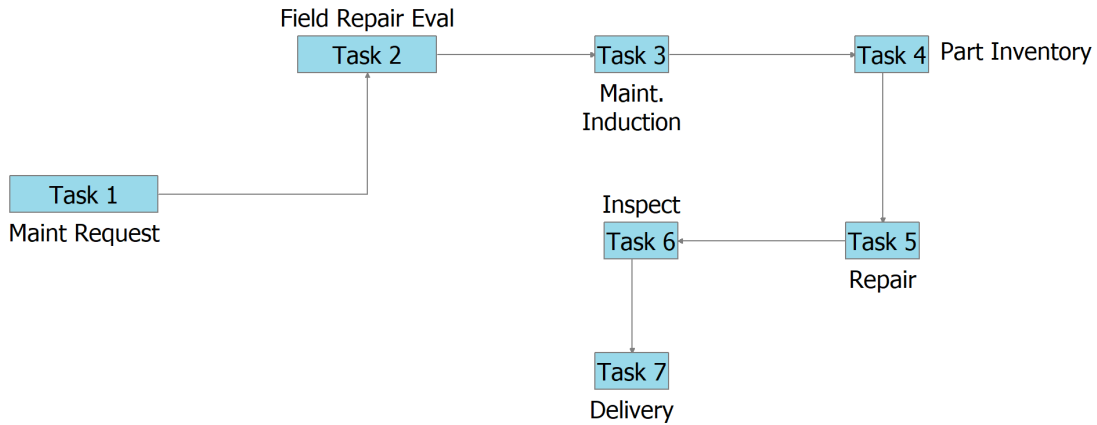 Field Repair Eval
Task 2
Task 3
Task 4
Part Inventory
Maint.
Induction
Task 1
Maint Request
Inspect
Task 6
Task 5
Repair
Task 7
Delivery